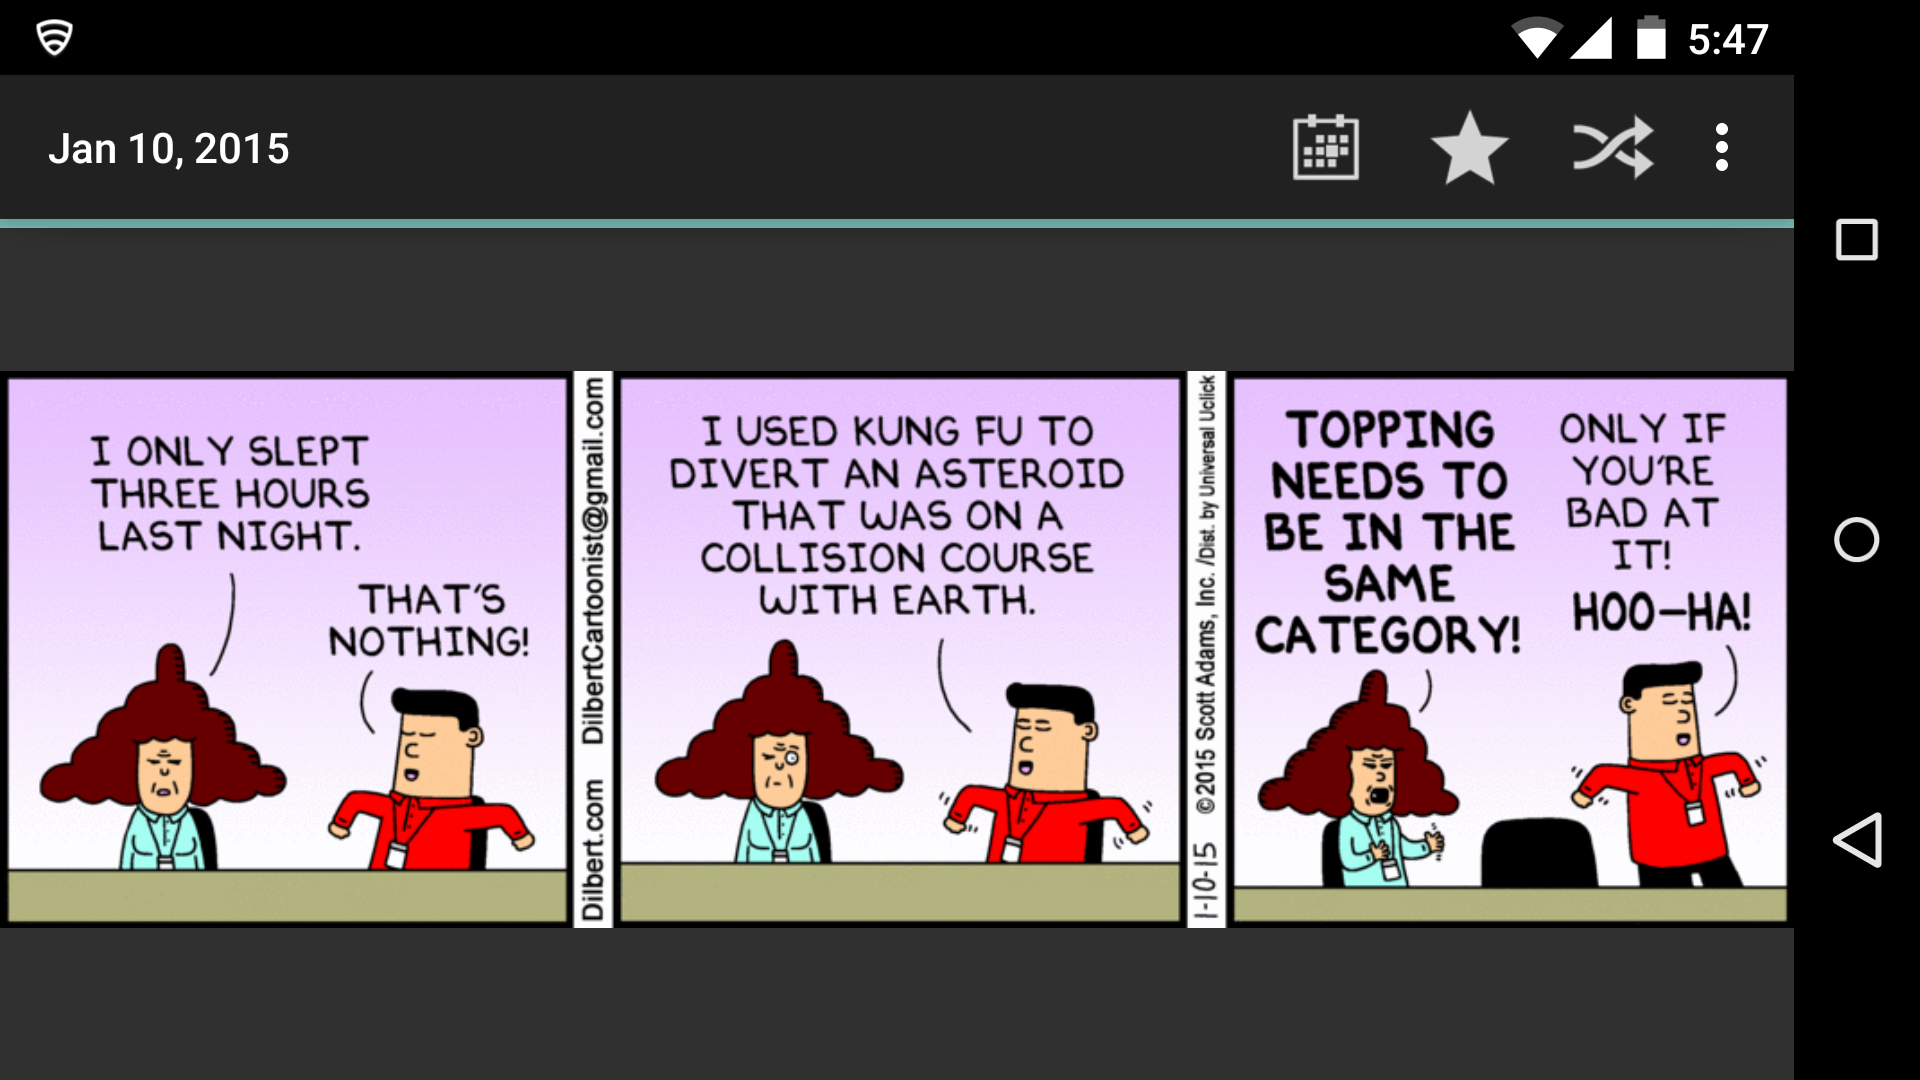 5:47
Jan 10, 2015
I ONLY SLEPT
THREE HOURS
LAST NIGHT.
THAT'S
NOTHING!
Dilbert.com DilbertCartoonist@gmail.com
I USED KUNG FU TO
DIVERT AN ASTEROID
THAT WAS ON A
COLLISION COURSE
WITH EARTH.
1-10-15 ©2015 Scott Adams, Inc. /Dist. by Universal Uclick
TOPPING
NEEDS TO
BE IN THE
SAME
CATEGORY!
ONLY IF
YOU'RE
BAD AT
IT!
HOO-HA!